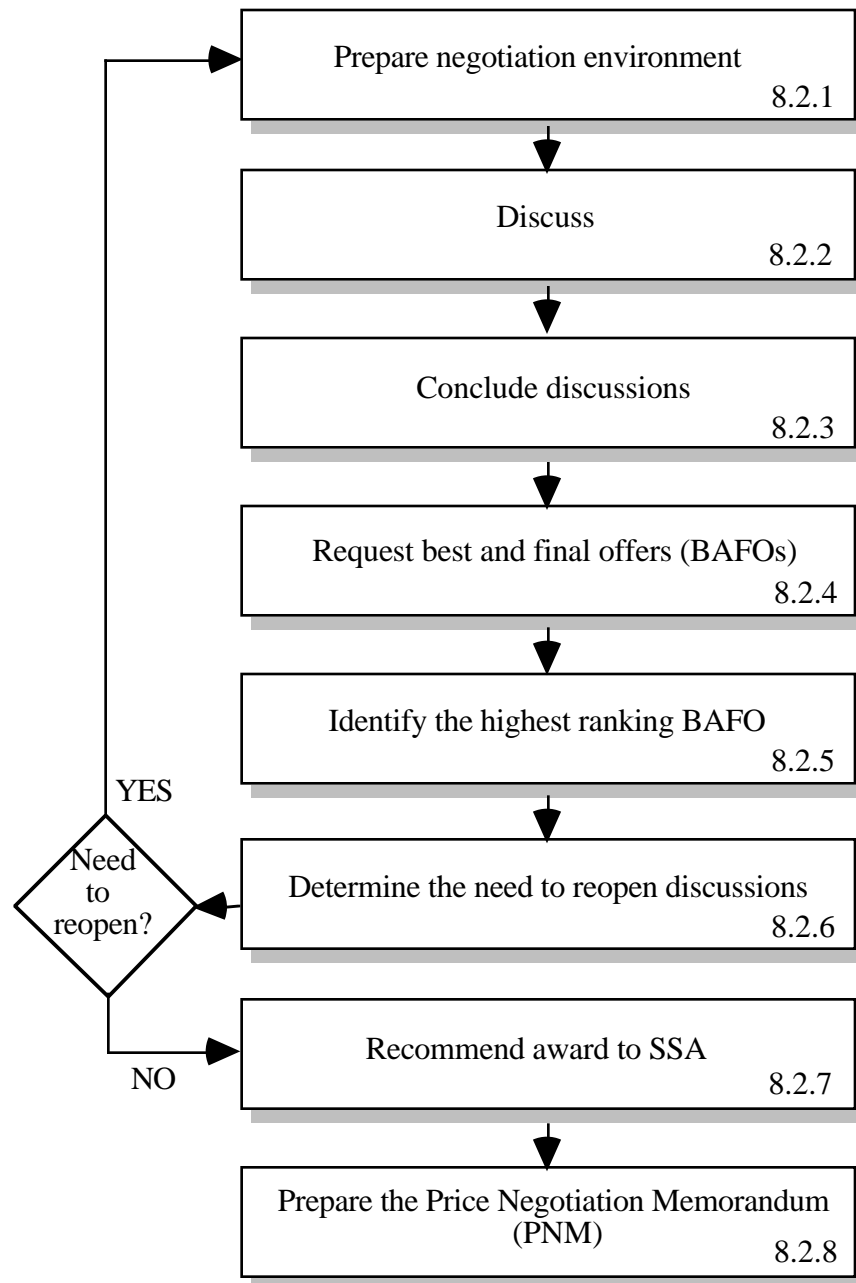 Prepare negotiation environment
8.2.1
Discuss
8.2.2
Conclude discussions
8.2.3
Request best and final offers (BAFOs)
8.2.4
Identify the highest ranking BAFO
8.2.5
YES
Need
to
reopen?
Determine the need to reopen discussions
8.2.6
NO
Recommend award to SSA
8.2.7
Prepare the Price Negotiation Memorandum
(PNM)
8.2.8